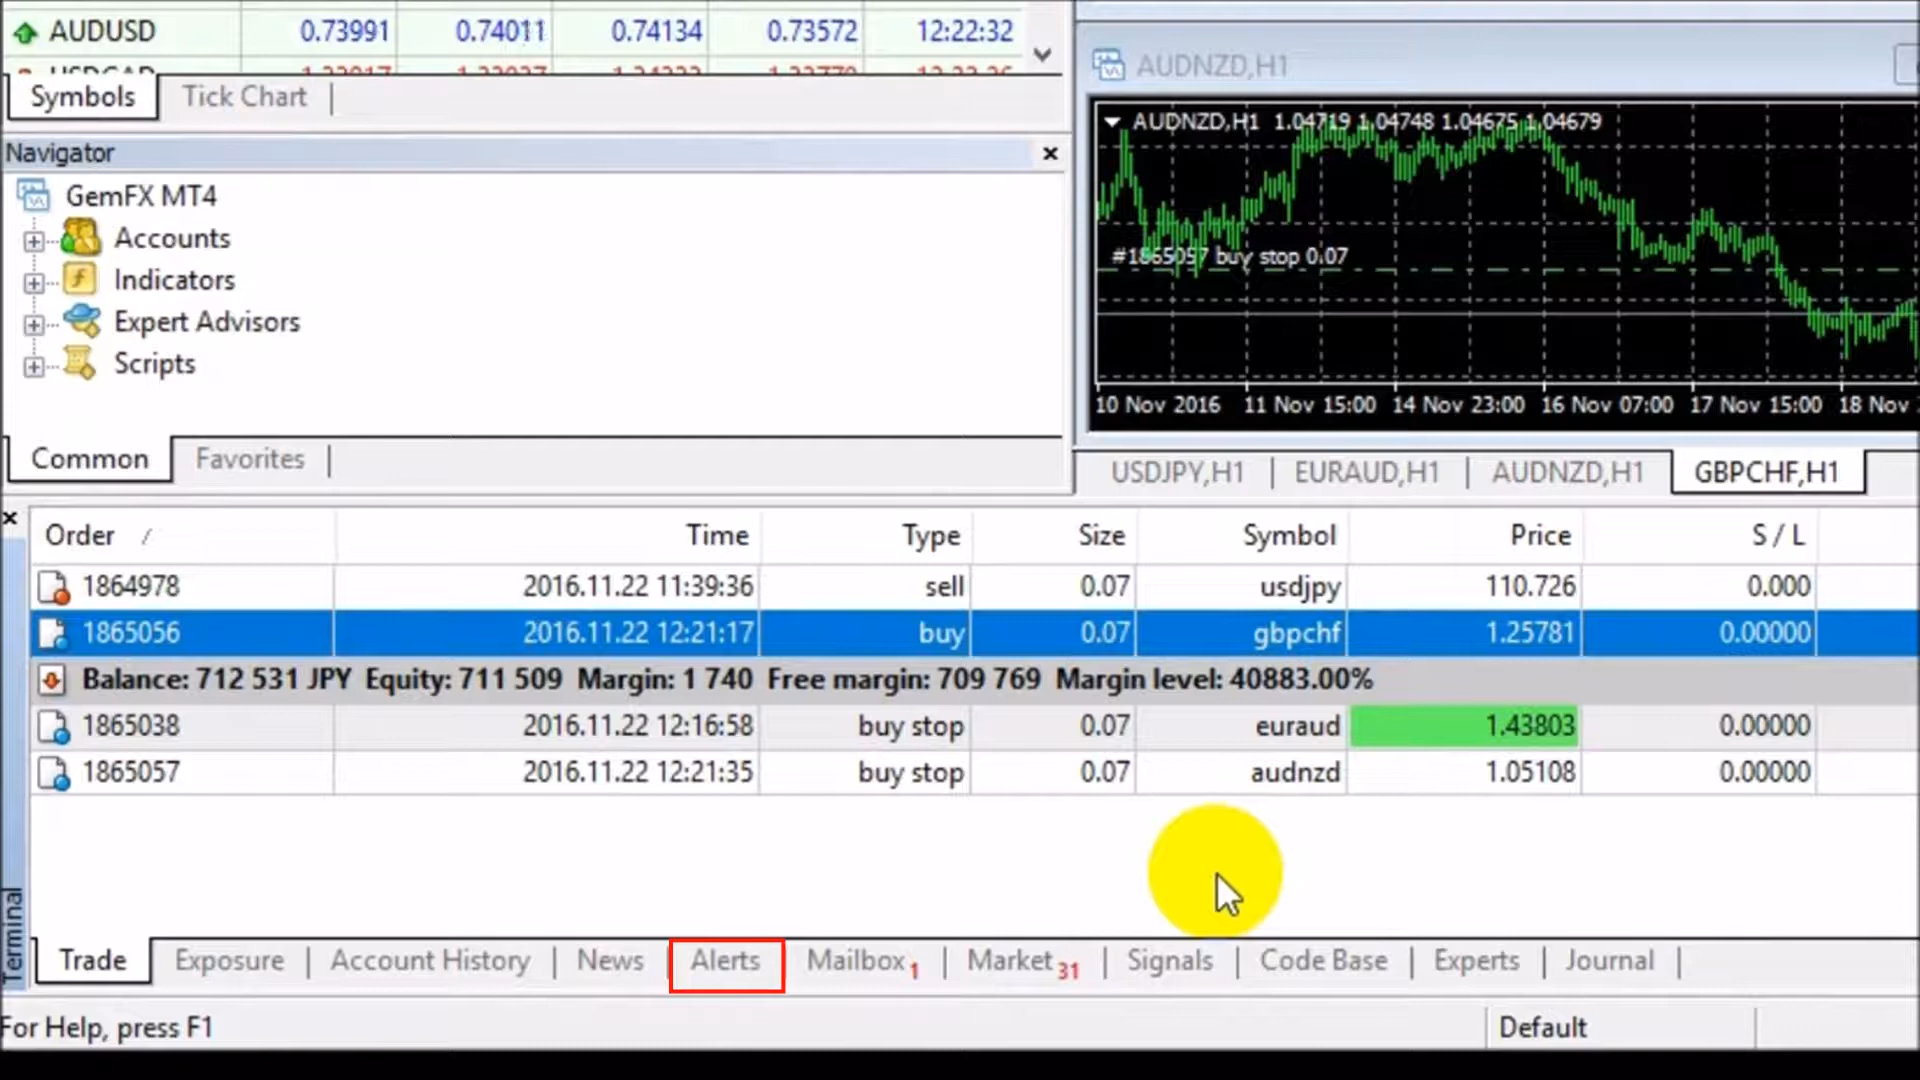 AUDUSD 0.73991 0.74011 0.74134 0.73572 12:22:32
Symbols Tick Chart
Navigator
GemFX MT4
Accounts
Indicators
Expert Advisors
Scripts
Common Favorites
AUDNZD,H1
AUDNZD,H1 1.04719 1.04748 1.04675 1.04679
#1865057 buy stop 0.07
10 Nov 2016 11 Nov 15:00 14 Nov 23:00 16 Nov 07:00 17 Nov 15:00 18 Nov
USDJPY,H1 EURAUD,H1 AUDNZD,H1 GBPCHF,H1
Order / Time Type Size Symbol Price S / L
1864978 2016.11.22 11:39:36 sell 0.07 usdjpy 110.726 0.000
1865056 2016.11.22 12:21:17 buy 0.07 gbpchf 1.25781 0.00000
Balance: 712 531 JPY Equity: 711 509 Margin: 1 740 Free margin: 709 769 Margin level: 40883.00%
1865038 2016.11.22 12:16:58 buy stop 0.07 euraud 1.43803 0.00000
1865057 2016.11.22 12:21:35 buy stop 0.07 audnzd 1.05108 0.00000
Terminal
Trade Exposure Account History News Alerts Mailbox 1 Market 31 Signals Code Base Experts Journal
For Help, press F1 Default